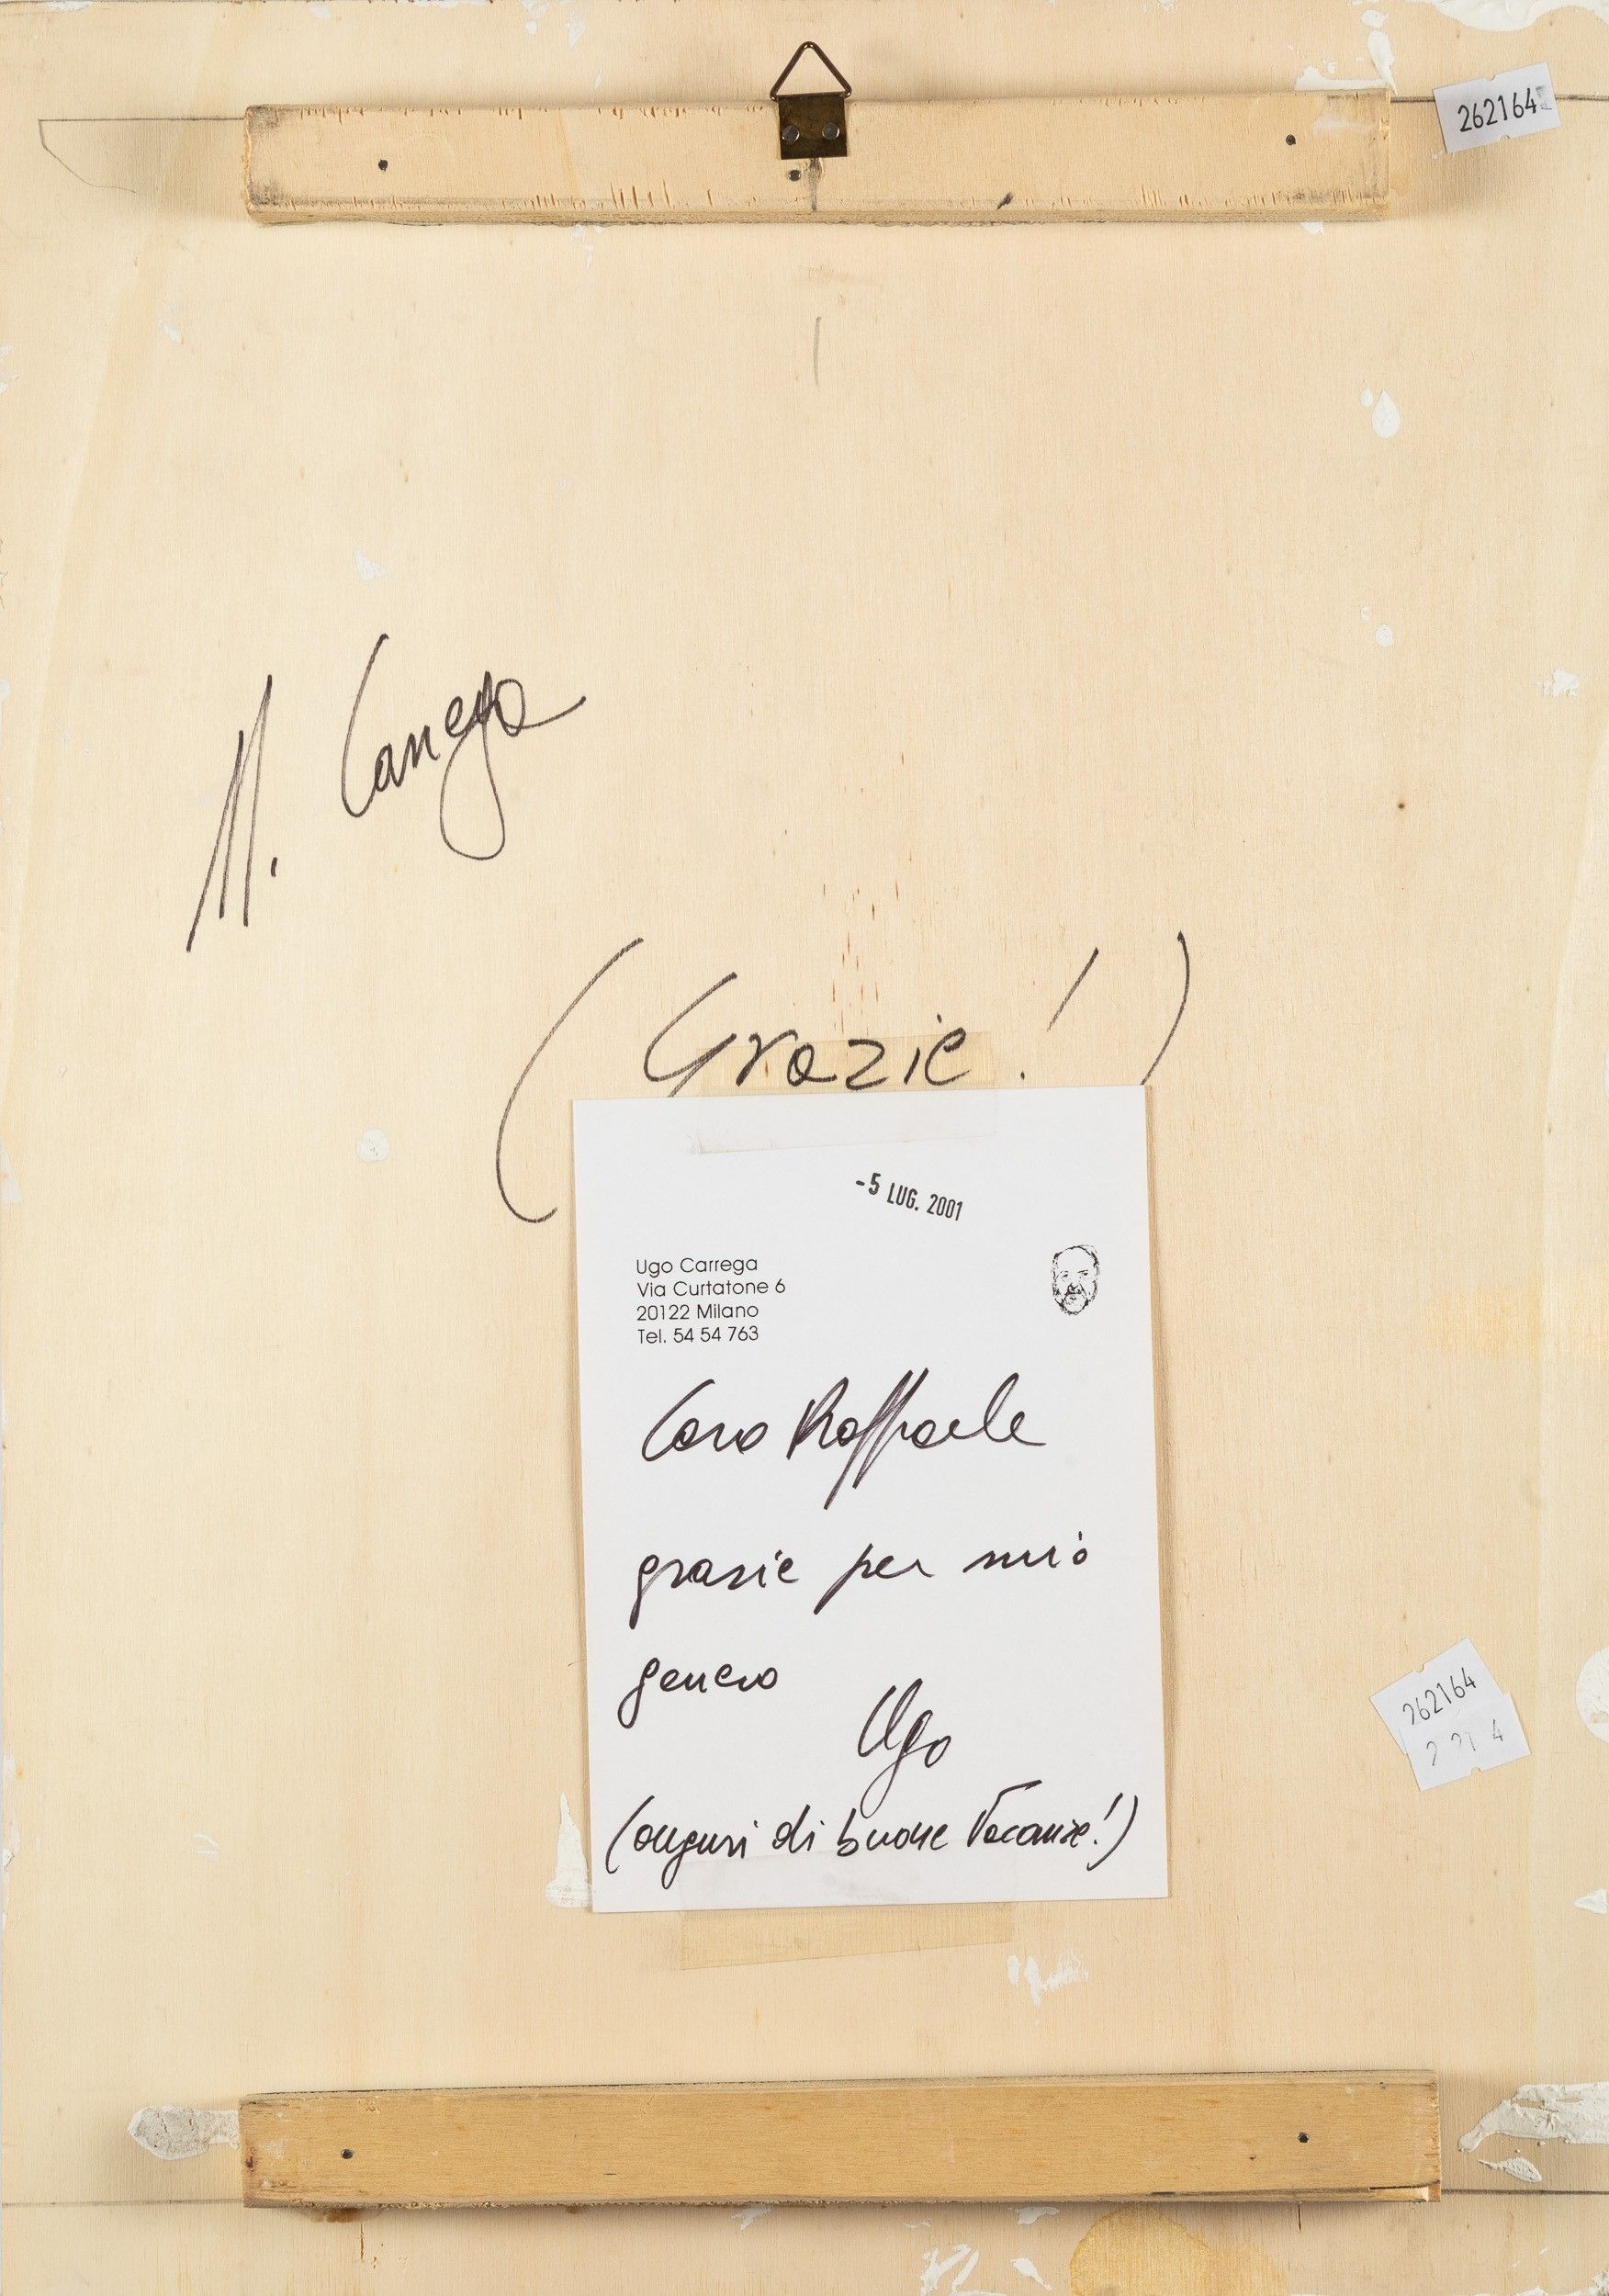 262164
M. Carrega
(Grazie!)
-5 LUG. 2001
Ugo Carrega
Via Curtatone 6
20122 Milano
Tel. 54 54 763
Caro Raffaele
grazie per mio
genero
Ugo
(auguri di buone Vacanze!)
262164